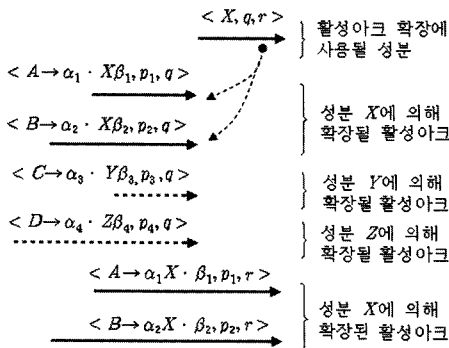 < X, q, r >
활성아크 확장에
사용될 성분
< A→α₁ · Xβ₁, p₁, q >
< B→α₂ · Xβ₂, p₂, q >
성분 X에 의해
확장될 활성아크
< C→α₃ · Yβ₃, p₃, q >
성분 Y에 의해
확장될 활성아크
< D→α₄ · Zβ₄, p₄, q >
성분 Z에 의해
확장될 활성아크
< A→α₁X · β₁, p₁, r >
< B→α₂X · β₂, p₂, r >
성분 X에 의해
확장된 활성아크